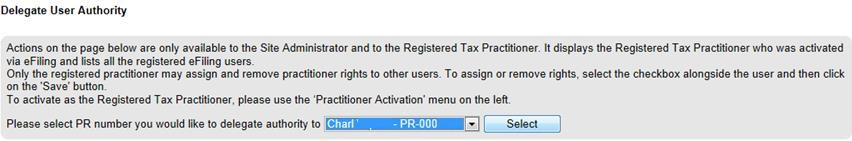 Delegate User Authority
Actions on the page below are only available to the Site Administrator and to the Registered Tax Practitioner. It displays the Registered Tax Practitioner who was activated
via eFiling and lists all the registered eFiling users.
Only the registered practitioner may assign and remove practitioner rights to other users. To assign or remove rights, select the checkbox alongside the user and then click
on the 'Save' button.
To activate as the Registered Tax Practitioner, please use the 'Practitioner Activation' menu on the left.
Please select PR number you would like to delegate authority to Charl - PR-000 Select